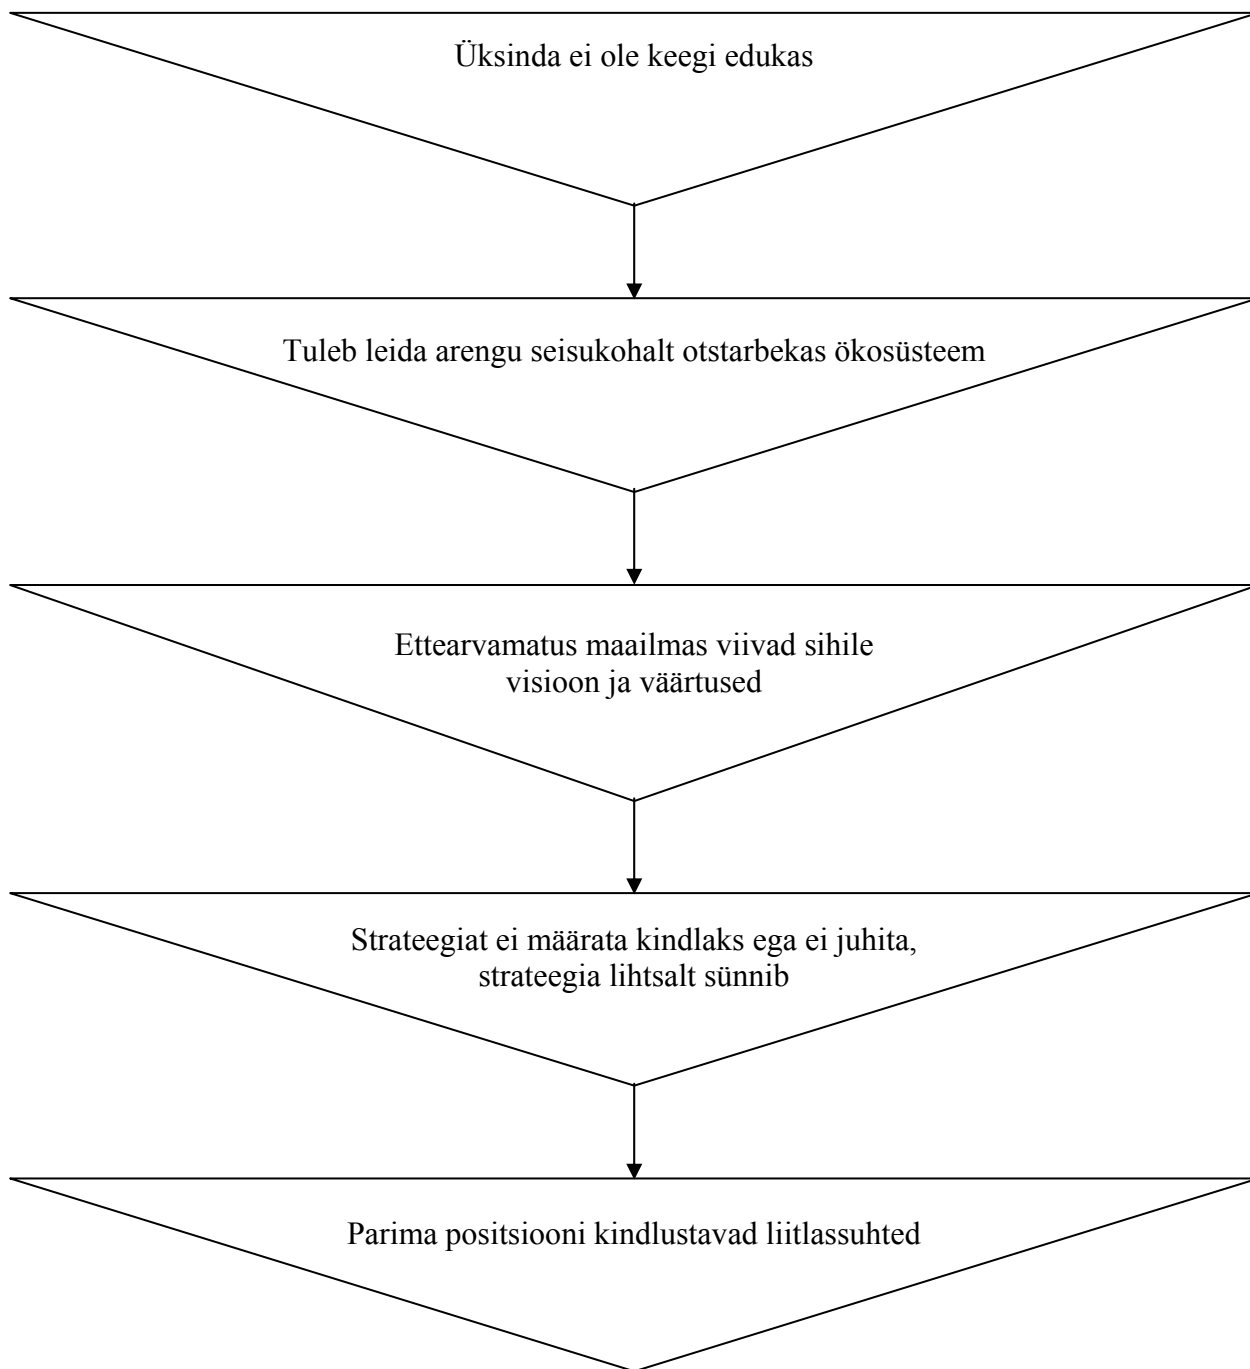 Üksinda ei ole keegi edukas
Tuleb leida arengu seisukohalt otstarbekas ökosüsteem
Ettearvamatus maailmas viivad sihile
visioon ja väärtused
Strateegiat ei määrata kindlaks ega ei juhita,
strateegia lihtsalt sünnib
Parima positsiooni kindlustavad liitlassuhted